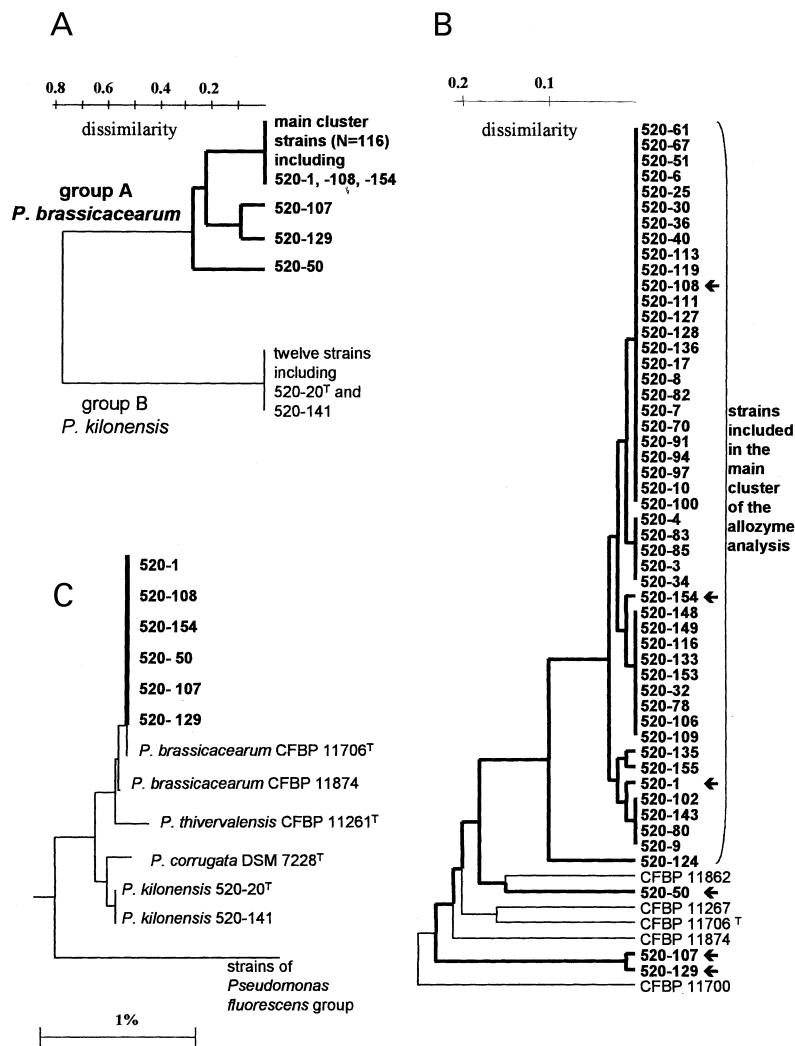 A
0.8 0.6 0.4 0.2
dissimilarity
main cluster
strains (N=116)
including
520-1, -108, -154
group A
P. brassicacearum
520-107
520-129
520-50
twelve strains
including
520-20T and
520-141
group B
P. kilonensis
B
0.2 0.1
dissimilarity
520-61
520-67
520-51
520-6
520-25
520-30
520-36
520-40
520-113
520-119
520-108
520-111
520-127
520-128
520-136
520-17
520-8
520-82
520-7
520-70
520-91
520-94
520-97
520-10
520-100
520-4
520-83
520-85
520-3
520-34
520-154
520-148
520-149
520-116
520-133
520-153
520-32
520-78
520-106
520-109
520-135
520-155
520-1
520-102
520-143
520-80
520-9
520-124
CFBP 11862
520-50
CFBP 11267
CFBP 11706 T
CFBP 11874
520-107
520-129
CFBP 11700
strains
included
in the
main
cluster
of the
allozyme
analysis
C
520-1
520-108
520-154
520- 50
520- 107
520- 129
P. brassicacearum CFBP 11706T
P. brassicacearum CFBP 11874
P. thivervalensis CFBP 11261T
P. corrugata DSM 7228T
P. kilonensis 520-20T
P. kilonensis 520-141
strains of
Pseudomonas
fluorescens group
1%